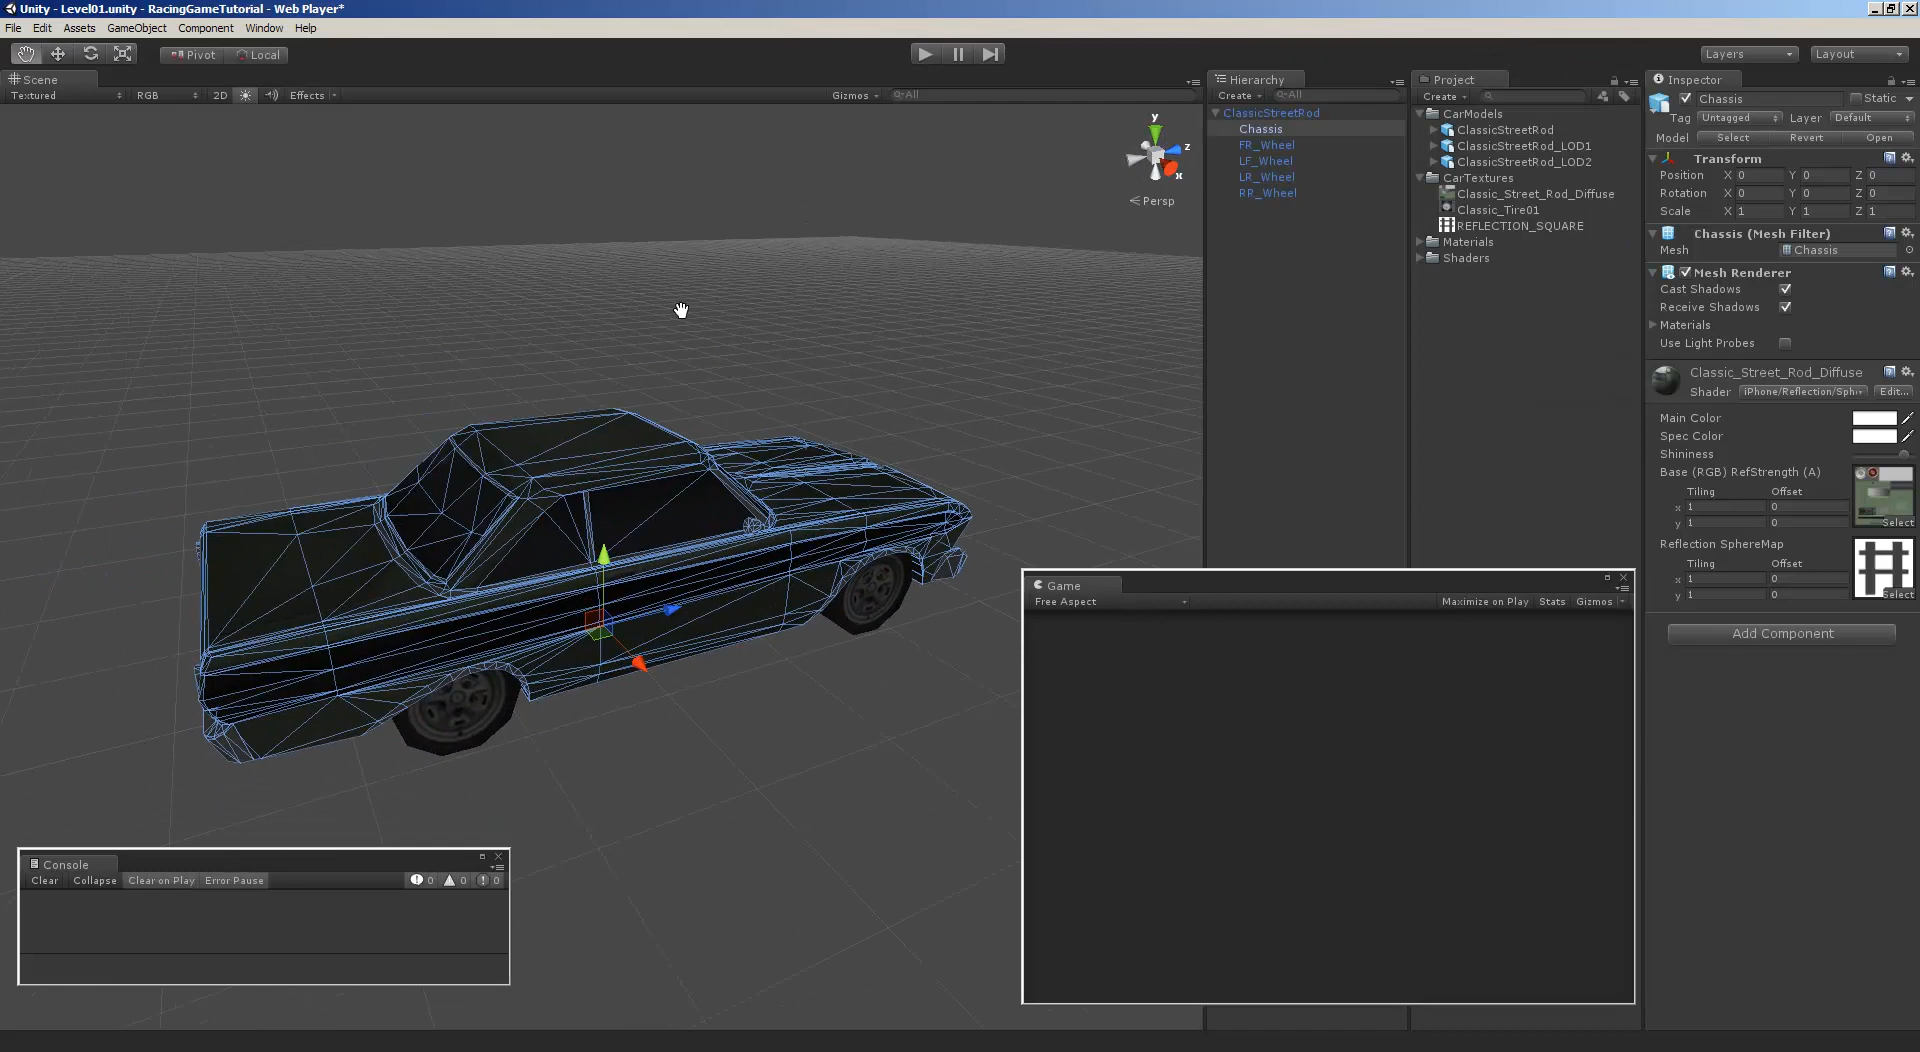 Unity - Level01.unity - RacingGameTutorial - Web Player*
File Edit Assets GameObject Component Window Help
Pivot Local
Layers Layout
Scene
Textured RGB 2D Effects Gizmos All
y
z
x
Persp
Hierarchy
Create All
ClassicStreetRod
Chassis
FR_Wheel
LF_Wheel
LR_Wheel
RR_Wheel
Project
Create
CarModels
ClassicStreetRod
ClassicStreetRod_LOD1
ClassicStreetRod_LOD2
CarTextures
Classic_Street_Rod_Diffuse
Classic_Tire01
REFLECTION_SQUARE
Materials
Shaders
Inspector
Chassis Static
Tag Untagged Layer Default
Model Select Revert Open
Transform
Position X 0 Y 0 Z 0
Rotation X 0 Y 0 Z 0
Scale X 1 Y 1 Z 1
Chassis (Mesh Filter)
Mesh Chassis
Mesh Renderer
Cast Shadows
Receive Shadows
Materials
Use Light Probes
Classic_Street_Rod_Diffuse
Shader iPhone/Reflection/Sph Edit...
Main Color
Spec Color
Shininess
Base (RGB) RefStrength (A)
Tiling Offset
x 1 0
y 1 0
Select
Reflection SphereMap
Tiling Offset
x 1 0
y 1 0
Select
Add Component
Game
Free Aspect Maximize on Play Stats Gizmos
Console
Clear Collapse Clear on Play Error Pause 0 0 0